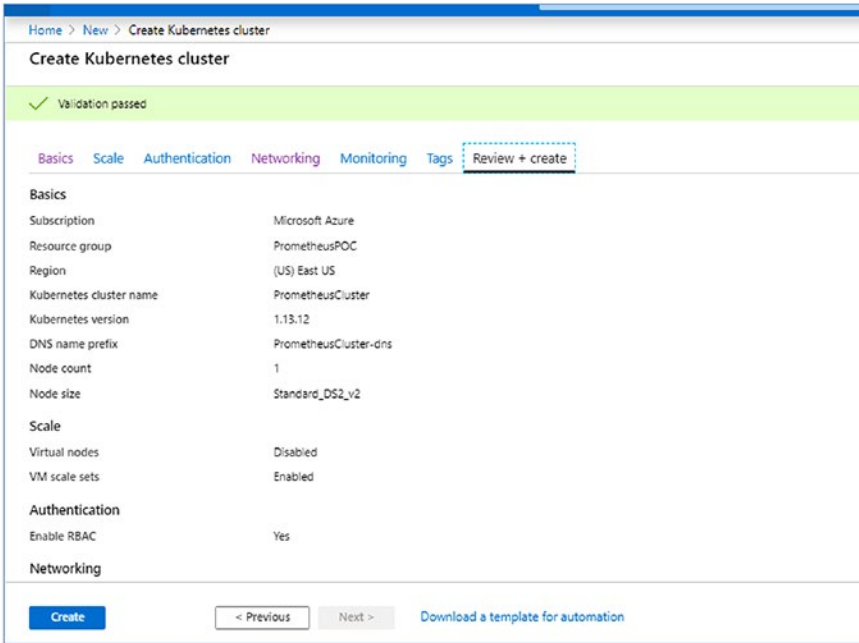 Home > New > Create Kubernetes cluster
Create Kubernetes cluster
Validation passed
Basics Scale Authentication Networking Monitoring Tags Review + create
Basics
Subscription Microsoft Azure
Resource group PrometheusPOC
Region (US) East US
Kubernetes cluster name PrometheusCluster
Kubernetes version 1.13.12
DNS name prefix PrometheusCluster-dns
Node count 1
Node size Standard_DS2_v2
Scale
Virtual nodes Disabled
VM scale sets Enabled
Authentication
Enable RBAC Yes
Networking
Create < Previous Next > Download a template for automation